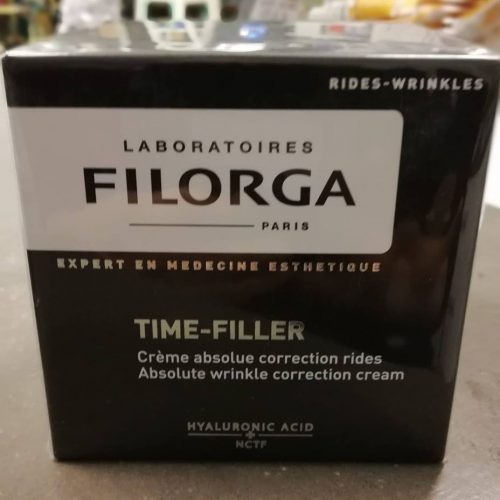 RIDES-WRINKLES
LABORATOIRES
FILORGA
PARIS
EXPERT EN MEDECINE ESTHETIQUE
TIME-FILLER
Crème absolue correction rides
Absolute wrinkle correction cream
HYALURONIC ACID
+
NCTF